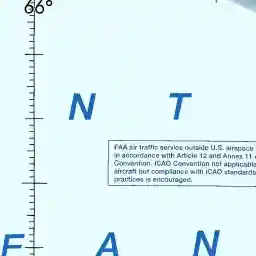 66°
N T
FAA air traffic service outside U.S. airspace
in accordance with Article 12 and Annex 11
Convention. ICAO Convention not applicable
aircraft but compliance with ICAO standards
practices is encouraged.
F A N